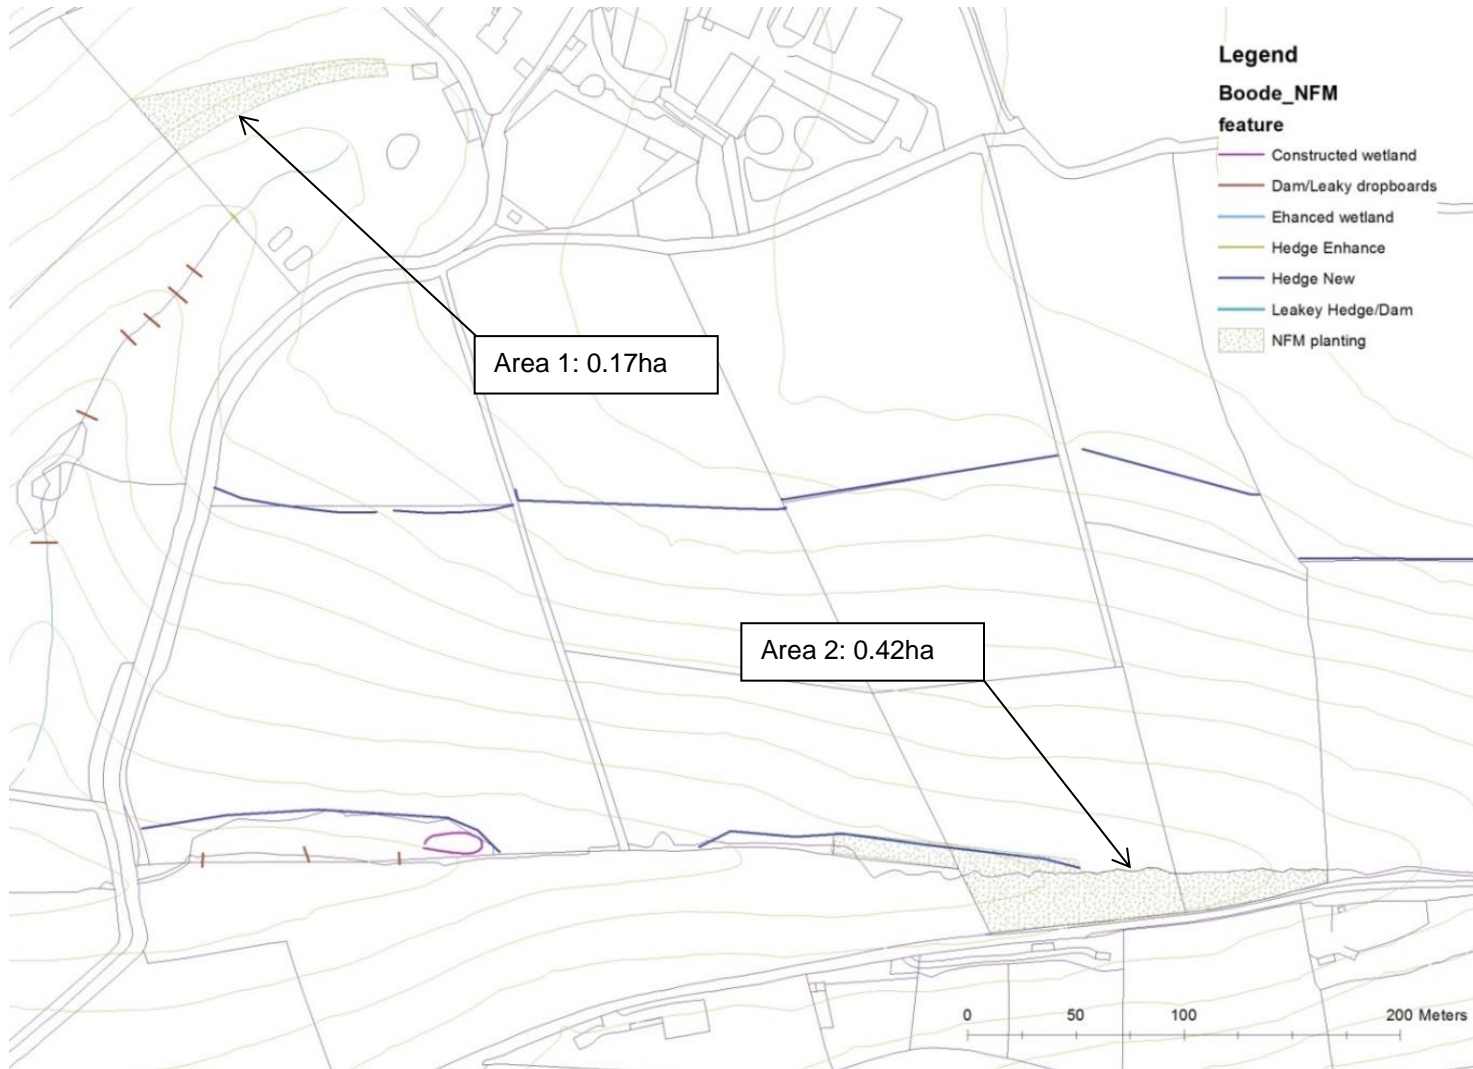 Legend
Boode_NFM
feature
Constructed wetland
Dam/Leaky dropboards
Ehanced wetland
Hedge Enhance
Hedge New
Leakey Hedge/Dam
NFM planting
Area 1: 0.17ha
Area 2: 0.42ha
0 50 100 200 Meters